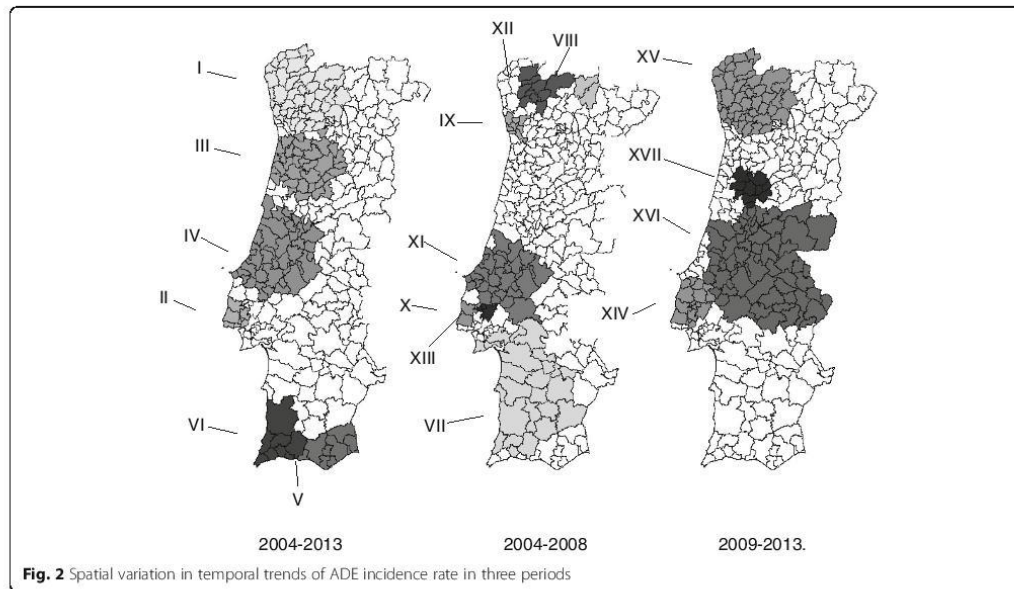 XII
VIII
XV
I
IX
III
XVII
XVI
IV
XI
II
X
XIV
XIII
VI
VII
V
2004-2013 2004-2008 2009-2013.
Fig. 2 Spatial variation in temporal trends of ADE incidence rate in three periods